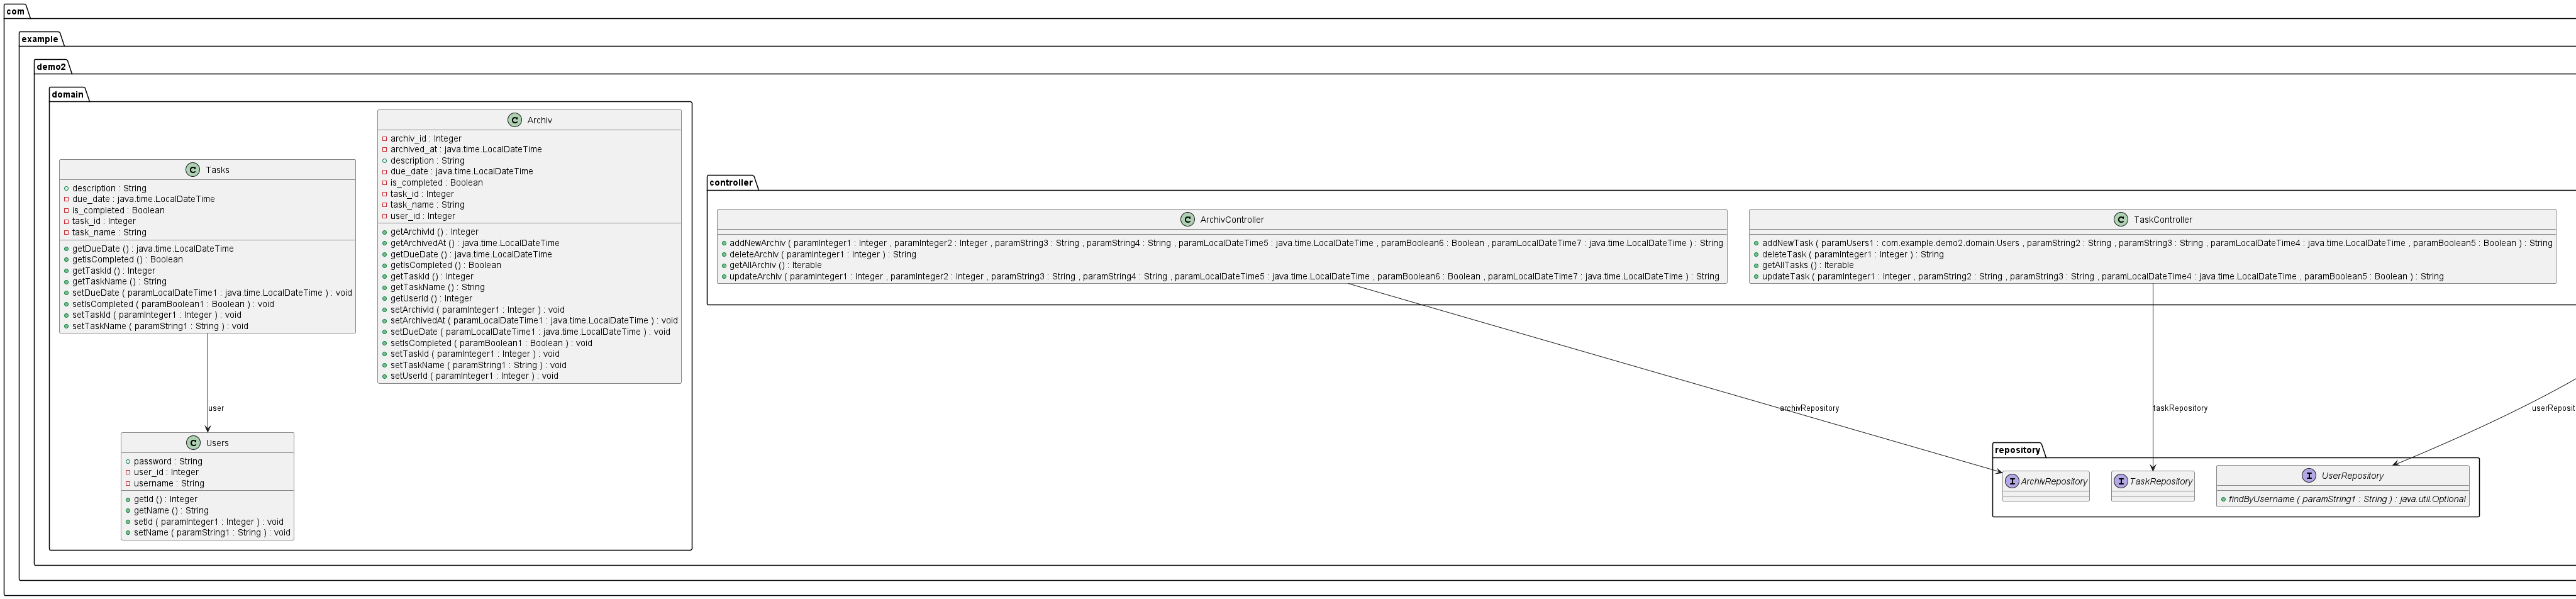 com
example
demo2
domain
Archiv
archiv_id : Integer
archived_at : java.time.LocalDateTime
description : String
due_date : java.time.LocalDateTime
is_completed : Boolean
task_id : Integer
task_name : String
user_id : Integer
getArchivId () : Integer
getArchivedAt () : java.time.LocalDateTime
getDueDate () : java.time.LocalDateTime
getIsCompleted () : Boolean
getTaskId () : Integer
getTaskName () : String
getUserId () : Integer
setArchivId ( paramInteger1 : Integer ) : void
setArchivedAt ( paramLocalDateTime1 : java.time.LocalDateTime ) : void
setDueDate ( paramLocalDateTime1 : java.time.LocalDateTime ) : void
setIsCompleted ( paramBoolean1 : Boolean ) : void
setTaskId ( paramInteger1 : Integer ) : void
setTaskName ( paramString1 : String ) : void
setUserId ( paramInteger1 : Integer ) : void
Tasks
description : String
due_date : java.time.LocalDateTime
is_completed : Boolean
task_id : Integer
task_name : String
getDueDate () : java.time.LocalDateTime
getIsCompleted () : Boolean
getTaskId () : Integer
getTaskName () : String
setDueDate ( paramLocalDateTime1 : java.time.LocalDateTime ) : void
setIsCompleted ( paramBoolean1 : Boolean ) : void
setTaskId ( paramInteger1 : Integer ) : void
setTaskName ( paramString1 : String ) : void
user
Users
password : String
user_id : Integer
username : String
getId () : Integer
getName () : String
setId ( paramInteger1 : Integer ) : void
setName ( paramString1 : String ) : void
controller
ArchivController
addNewArchiv ( paramInteger1 : Integer , paramInteger2 : Integer , paramString3 : String , paramString4 : String , paramLocalDateTime5 : java.time.LocalDateTime , paramBoolean6 : Boolean , paramLocalDateTime7 : java.time.LocalDateTime ) : String
deleteArchiv ( paramInteger1 : Integer ) : String
getAllArchiv () : Iterable
updateArchiv ( paramInteger1 : Integer , paramInteger2 : Integer , paramString3 : String , paramString4 : String , paramLocalDateTime5 : java.time.LocalDateTime , paramBoolean6 : Boolean , paramLocalDateTime7 : java.time.LocalDateTime ) : String
TaskController
addNewTask ( paramUsers1 : com.example.demo2.domain.Users , paramString2 : String , paramString3 : String , paramLocalDateTime4 : java.time.LocalDateTime , paramBoolean5 : Boolean ) : String
deleteTask ( paramInteger1 : Integer ) : String
getAllTasks () : Iterable
updateTask ( paramInteger1 : Integer , paramString2 : String , paramString3 : String , paramLocalDateTime4 : java.time.LocalDateTime , paramBoolean5 : Boolean ) : String
archivRepository
taskRepository
userReposit
repository
ArchivRepository
TaskRepository
UserRepository
findByUsername ( paramString1 : String ) : java.util.Optional